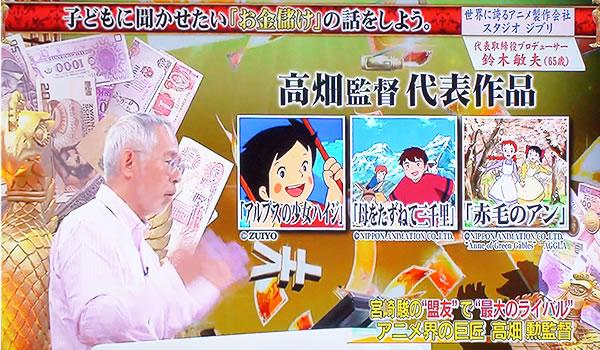 子どもに聞かせたい『お金儲け』の話をしよう。
世界に誇るアニメ製作会社
スタジオ ジブリ
代表取締役プロデューサー
鈴木敏夫(65歳)
高畑監督 代表作品
「アルプスの少女ハイジ」
「母をたずねて三千里」
「赤毛のアン」
©ZUIYO
©NIPPON ANIMATION CO.,LTD.
©NIPPON ANIMATION CO.,LTD.
"Anne of Green Gables" ™AGGLA
宮﨑駿の“盟友”で“最大のライバル”
アニメ界の巨匠 高畑 勲監督